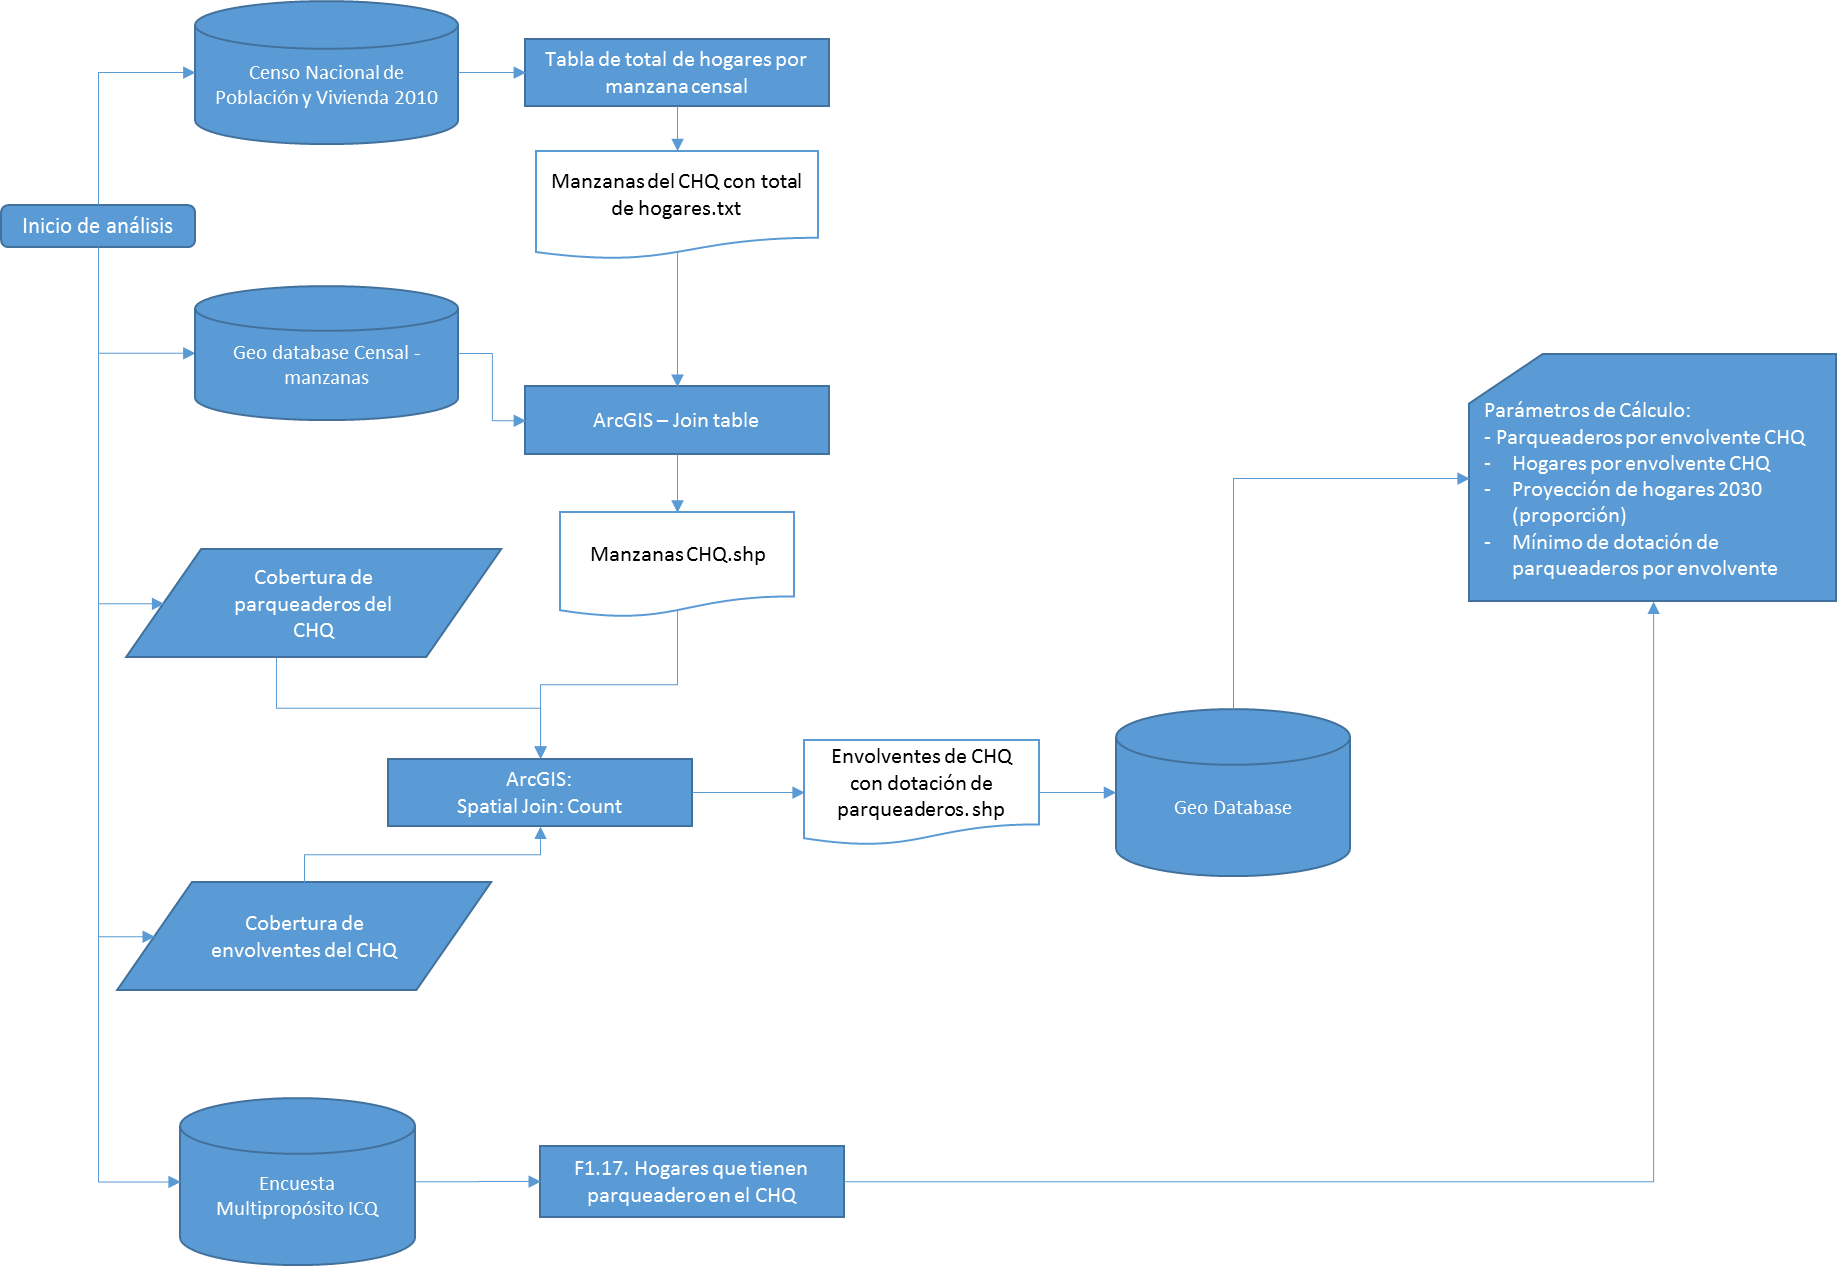 Censo Nacional de
Población y Vivienda 2010
Tabla de total de hogares por
manzana censal
Manzanas del CHQ con total
de hogares.txt
Inicio de análisis
Geo database Censal -
manzanas
ArcGIS – Join table
Parámetros de Cálculo:
- Parqueaderos por envolvente CHQ
- Hogares por envolvente CHQ
- Proyección de hogares 2030
(proporción)
- Mínimo de dotación de
parqueaderos por envolvente
Manzanas CHQ.shp
Cobertura de
parqueaderos del
CHQ
ArcGIS:
Spatial Join: Count
Envolventes de CHQ
con dotación de
parqueaderos. shp
Geo Database
Cobertura de
envolventes del CHQ
Encuesta
Multipropósito ICQ
F1.17. Hogares que tienen
parqueadero en el CHQ